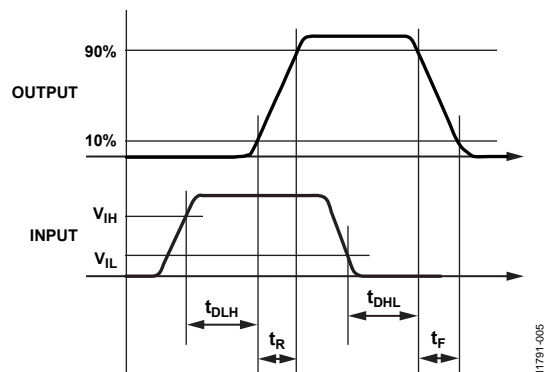 90%
OUTPUT
10%
V_IH
INPUT
V_IL
t_DLH
t_DHL
t_R
t_F
11791-005